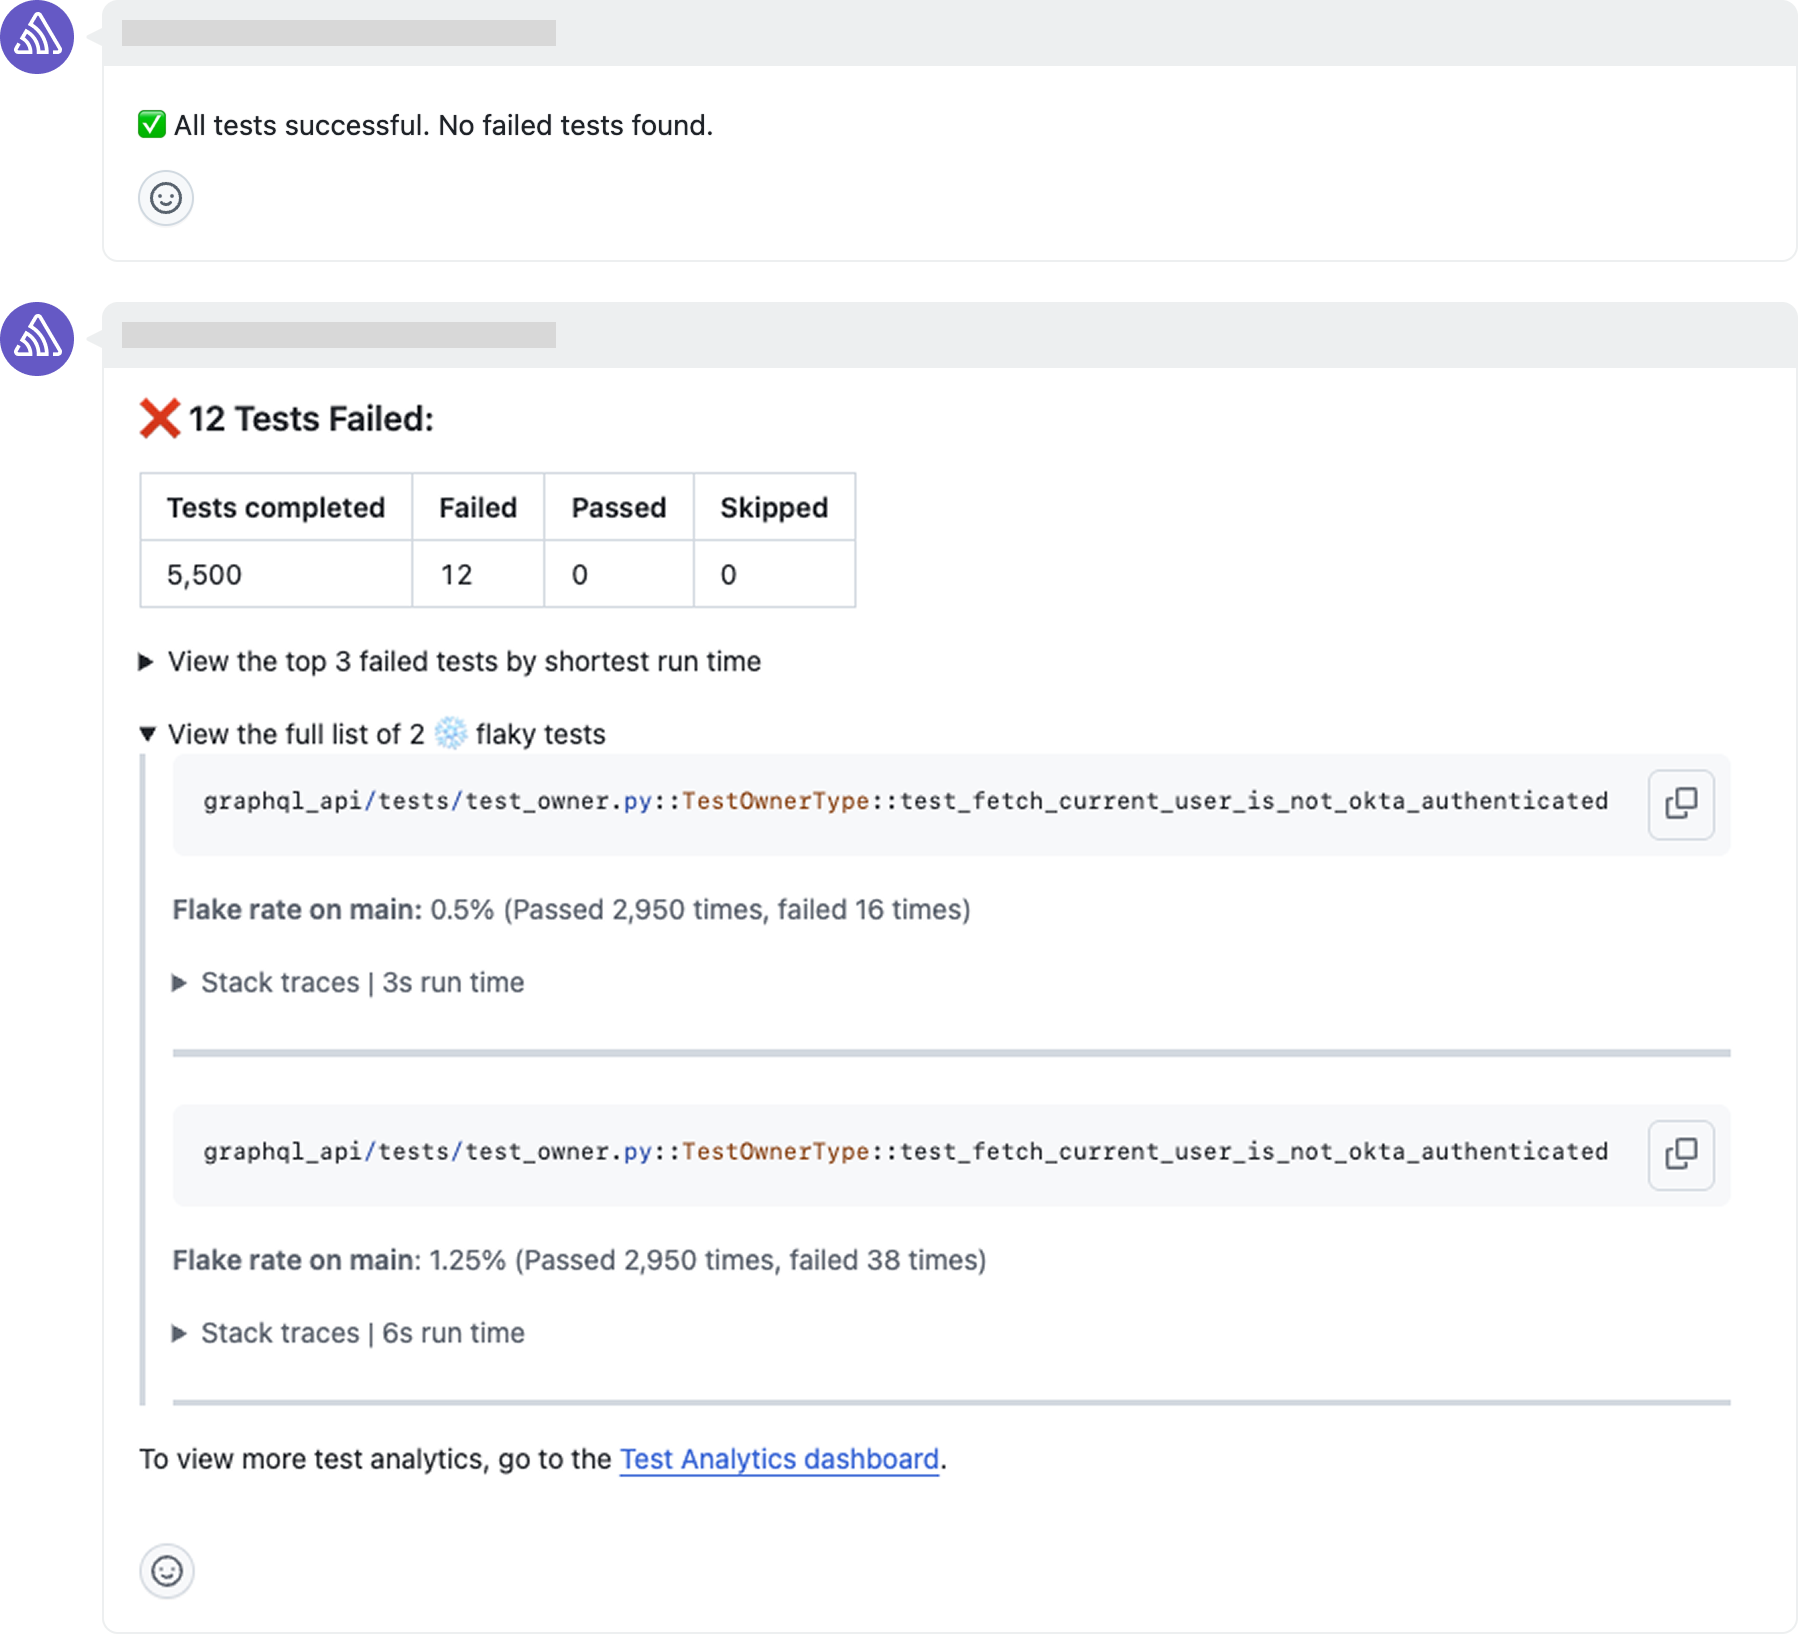 ✅ All tests successful. No failed tests found.
❌ 12 Tests Failed:
Tests completed Failed Passed Skipped
5,500 12 0 0
▶ View the top 3 failed tests by shortest run time
▼ View the full list of 2 ❄️ flaky tests
graphql_api/tests/test_owner.py::TestOwnerType::test_fetch_current_user_is_not_okta_authenticated
Flake rate on main: 0.5% (Passed 2,950 times, failed 16 times)
▶ Stack traces | 3s run time
graphql_api/tests/test_owner.py::TestOwnerType::test_fetch_current_user_is_not_okta_authenticated
Flake rate on main: 1.25% (Passed 2,950 times, failed 38 times)
▶ Stack traces | 6s run time
To view more test analytics, go to the Test Analytics dashboard.